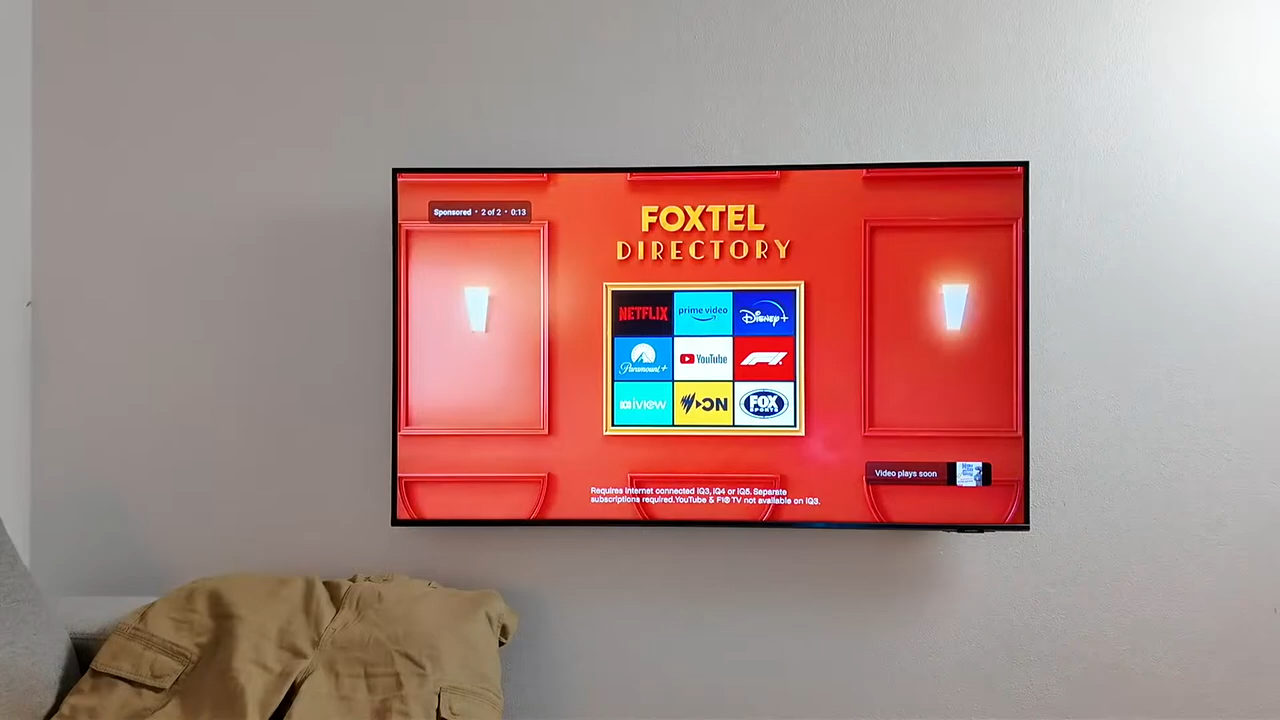 Sponsored • 2 of 2 • 0:13
FOXTEL
DIRECTORY
NETFLIX
prime video
Disney+
Paramount+
YouTube
F1
iview
ON
FOX
SPORTS
Video plays soon
Requires internet connected iQ3, iQ4 or iQ5. Separate
subscriptions required.YouTube & F1® TV not available on iQ3.